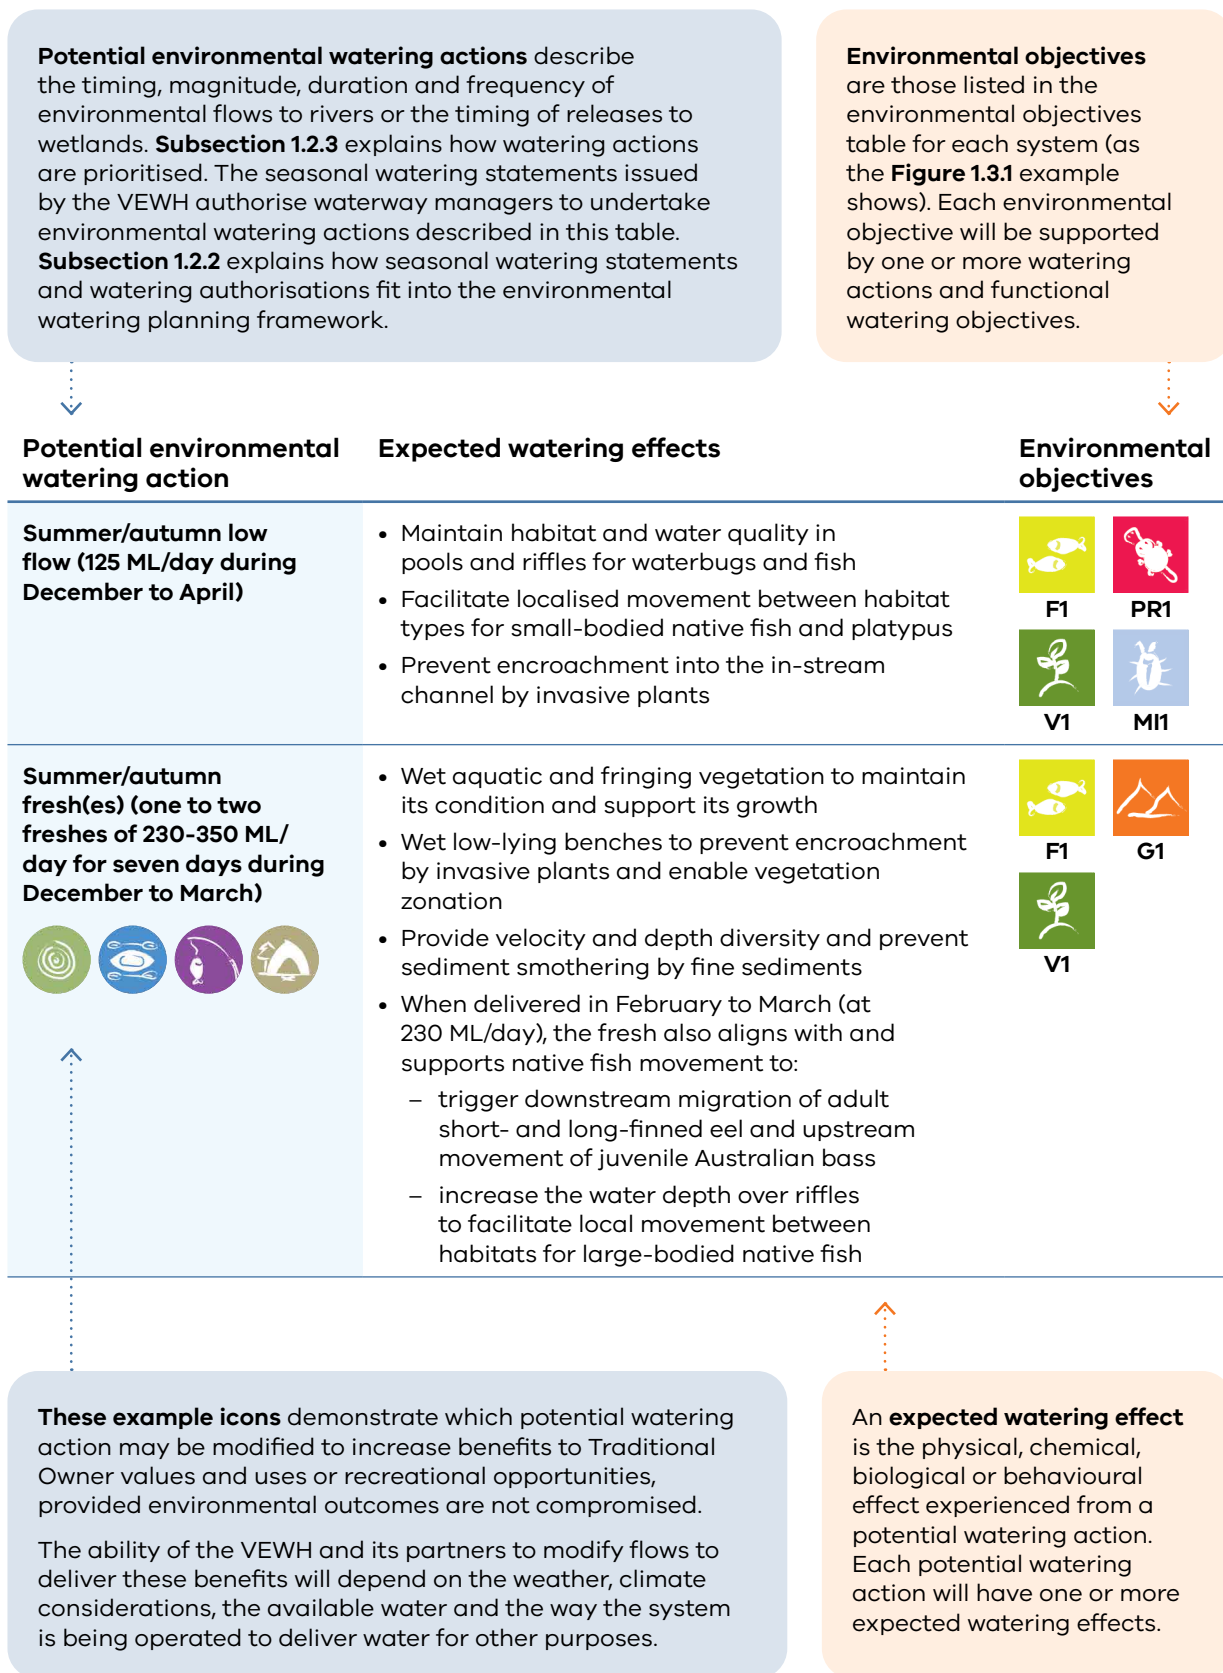 Potential environmental watering actions describe
the timing, magnitude, duration and frequency of
environmental flows to rivers or the timing of releases to
wetlands. Subsection 1.2.3 explains how watering actions
are prioritised. The seasonal watering statements issued
by the VEWH authorise waterway managers to undertake
environmental watering actions described in this table.
Subsection 1.2.2 explains how seasonal watering statements
and watering authorisations fit into the environmental
watering planning framework.
Environmental objectives
are those listed in the
environmental objectives
table for each system (as
the Figure 1.3.1 example
shows). Each environmental
objective will be supported
by one or more watering
actions and functional
watering objectives.
Potential environmental
watering action
Expected watering effects
Environmental
objectives
Summer/autumn low
flow (125 ML/day during
December to April)
• Maintain habitat and water quality in
pools and riffles for waterbugs and fish
• Facilitate localised movement between habitat
types for small-bodied native fish and platypus
• Prevent encroachment into the in-stream
channel by invasive plants
F1 PR1
V1 MI1
Summer/autumn
fresh(es) (one to two
freshes of 230-350 ML/
day for seven days during
December to March)
• Wet aquatic and fringing vegetation to maintain
its condition and support its growth
• Wet low-lying benches to prevent encroachment
by invasive plants and enable vegetation
zonation
• Provide velocity and depth diversity and prevent
sediment smothering by fine sediments
• When delivered in February to March (at
230 ML/day), the fresh also aligns with and
supports native fish movement to:
– trigger downstream migration of adult
short- and long-finned eel and upstream
movement of juvenile Australian bass
– increase the water depth over riffles
to facilitate local movement between
habitats for large-bodied native fish
F1 G1
V1
These example icons demonstrate which potential watering
action may be modified to increase benefits to Traditional
Owner values and uses or recreational opportunities,
provided environmental outcomes are not compromised.
The ability of the VEWH and its partners to modify flows to
deliver these benefits will depend on the weather, climate
considerations, the available water and the way the system
is being operated to deliver water for other purposes.
An expected watering effect
is the physical, chemical,
biological or behavioural
effect experienced from a
potential watering action.
Each potential watering
action will have one or more
expected watering effects.